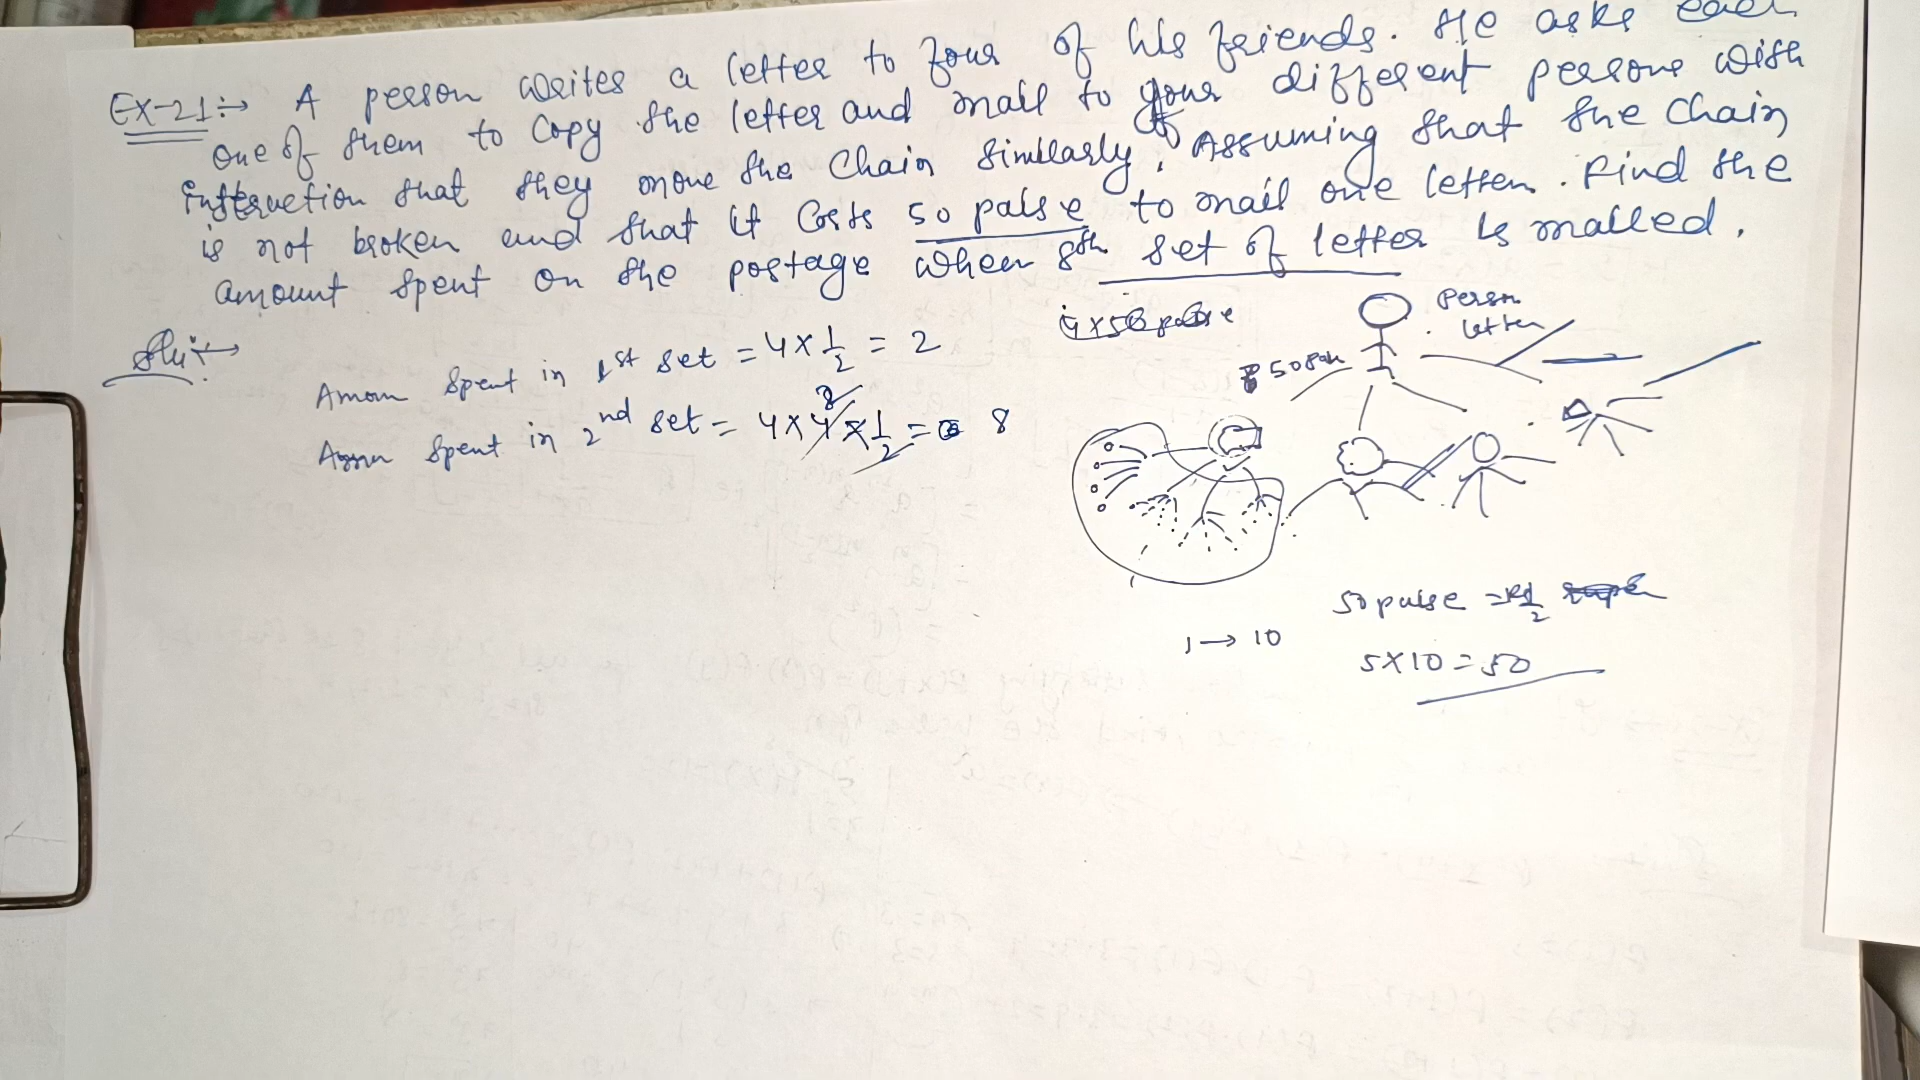 EX-21:→ A person writes a letter to four of his friends. He asks each
one of them to copy the letter and mail to four different persons with
instruction that they move the chain similarly. Assuming that the chain
is not broken and that it costs 50 paise to mail one letter. Find the
amount spent on the postage when 8th set of letter is mailed.
Person
letter
Amoun Spent in 1st set = 4 × 1/2 = 2
Spent in 2nd set = 4 × 4 × 1/2 = 8
50 paise = 1/2
1 → 10
5×10 = 50